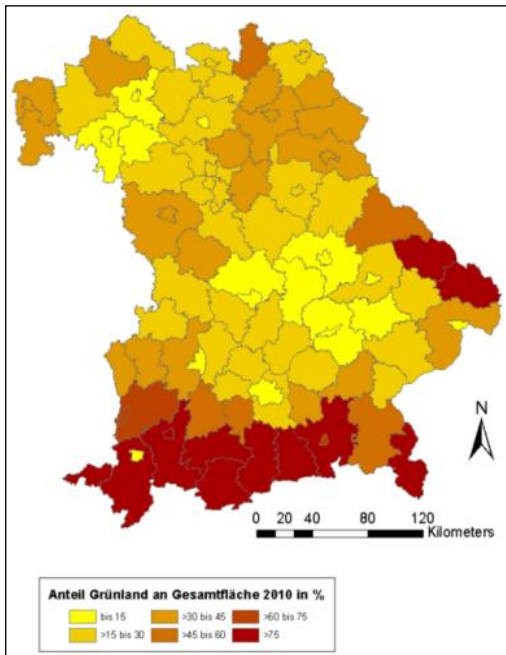 N
0 20 40 80 120
Kilometers
Anteil Grünland an Gesamtfläche 2010 in %
bis 15 >30 bis 45 >60 bis 75
>15 bis 30 >45 bis 60 >75